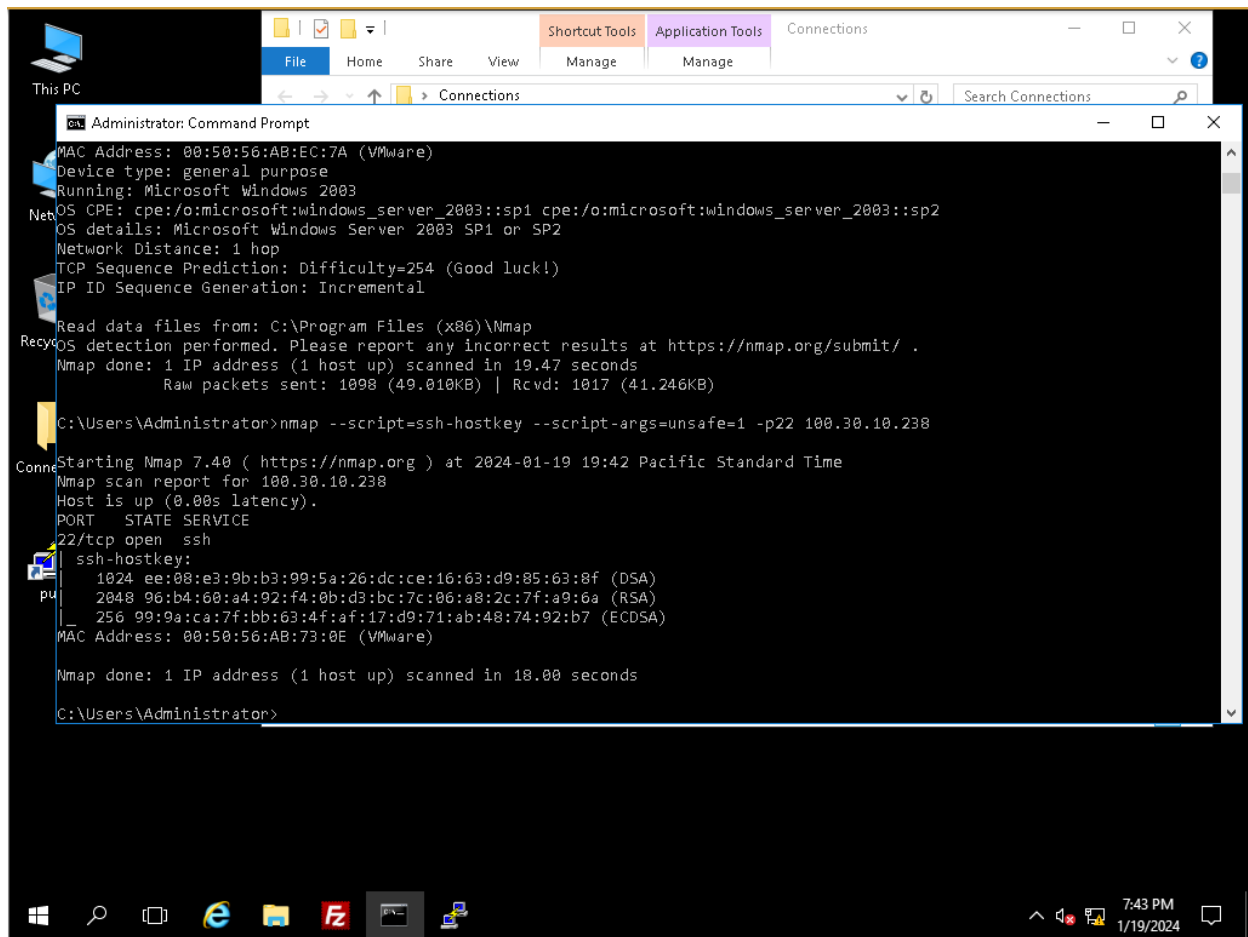 Shortcut Tools Application Tools Connections
File Home Share View Manage Manage
This PC
Connections Search Connections
Administrator: Command Prompt
MAC Address: 00:50:56:AB:EC:7A (VMware)
Device type: general purpose
Running: Microsoft Windows 2003
OS CPE: cpe:/o:microsoft:windows_server_2003::sp1 cpe:/o:microsoft:windows_server_2003::sp2
OS details: Microsoft Windows Server 2003 SP1 or SP2
Network Distance: 1 hop
TCP Sequence Prediction: Difficulty=254 (Good luck!)
IP ID Sequence Generation: Incremental
Read data files from: C:\Program Files (x86)\Nmap
OS detection performed. Please report any incorrect results at https://nmap.org/submit/ .
Nmap done: 1 IP address (1 host up) scanned in 19.47 seconds
Raw packets sent: 1098 (49.010KB) | Rcvd: 1017 (41.246KB)
C:\Users\Administrator>nmap --script=ssh-hostkey --script-args=unsafe=1 -p22 100.30.10.238
Starting Nmap 7.40 ( https://nmap.org ) at 2024-01-19 19:42 Pacific Standard Time
Nmap scan report for 100.30.10.238
Host is up (0.00s latency).
PORT STATE SERVICE
22/tcp open ssh
| ssh-hostkey:
| 1024 ee:08:e3:9b:b3:99:5a:26:dc:ce:16:63:d9:85:63:8f (DSA)
| 2048 96:b4:60:a4:92:f4:0b:d3:bc:7c:06:a8:2c:7f:a9:6a (RSA)
|_ 256 99:9a:ca:7f:bb:63:4f:af:17:d9:71:ab:48:74:92:b7 (ECDSA)
MAC Address: 00:50:56:AB:73:0E (VMware)
Nmap done: 1 IP address (1 host up) scanned in 18.00 seconds
C:\Users\Administrator>
Net
Recyc
Conne
pu
7:43 PM
1/19/2024